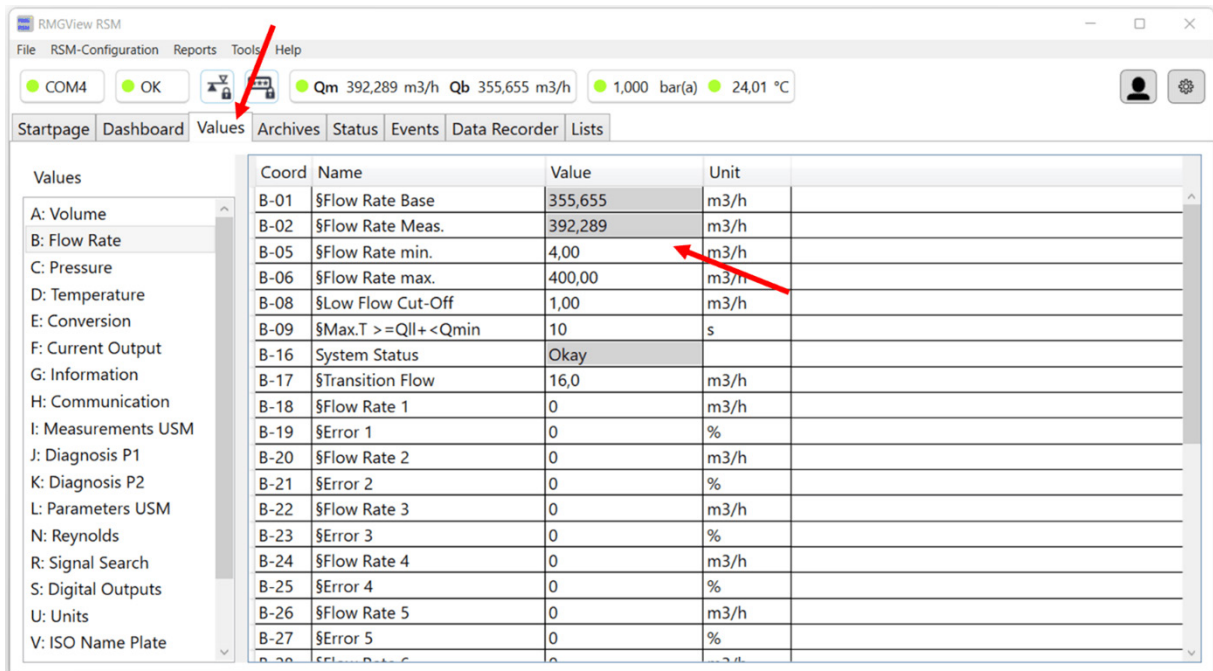 RMGView RSM
File RSM-Configuration Reports Tools Help
COM4 OK Qm 392,289 m3/h Qb 355,655 m3/h 1,000 bar(a) 24,01 °C
Startpage Dashboard Values Archives Status Events Data Recorder Lists
Values
A: Volume
B: Flow Rate
C: Pressure
D: Temperature
E: Conversion
F: Current Output
G: Information
H: Communication
I: Measurements USM
J: Diagnosis P1
K: Diagnosis P2
L: Parameters USM
N: Reynolds
R: Signal Search
S: Digital Outputs
U: Units
V: ISO Name Plate
Coord Name Value Unit
B-01 §Flow Rate Base 355,655 m3/h
B-02 §Flow Rate Meas. 392,289 m3/h
B-05 §Flow Rate min. 4,00 m3/h
B-06 §Flow Rate max. 400,00 m3/h
B-08 §Low Flow Cut-Off 1,00 m3/h
B-09 §Max.T >=Qll+<Qmin 10 s
B-16 System Status Okay
B-17 §Transition Flow 16,0 m3/h
B-18 §Flow Rate 1 0 m3/h
B-19 §Error 1 0 %
B-20 §Flow Rate 2 0 m3/h
B-21 §Error 2 0 %
B-22 §Flow Rate 3 0 m3/h
B-23 §Error 3 0 %
B-24 §Flow Rate 4 0 m3/h
B-25 §Error 4 0 %
B-26 §Flow Rate 5 0 m3/h
B-27 §Error 5 0 %